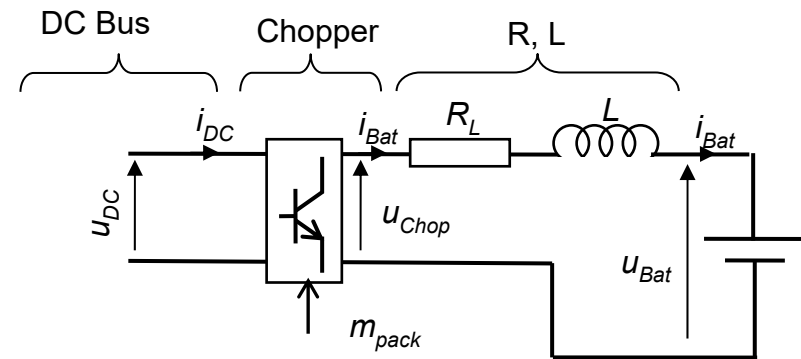 DC Bus
Chopper
R, L
i_DC
i_Bat
R_L
L
i_Bat
u_DC
u_Chop
u_Bat
m_pack